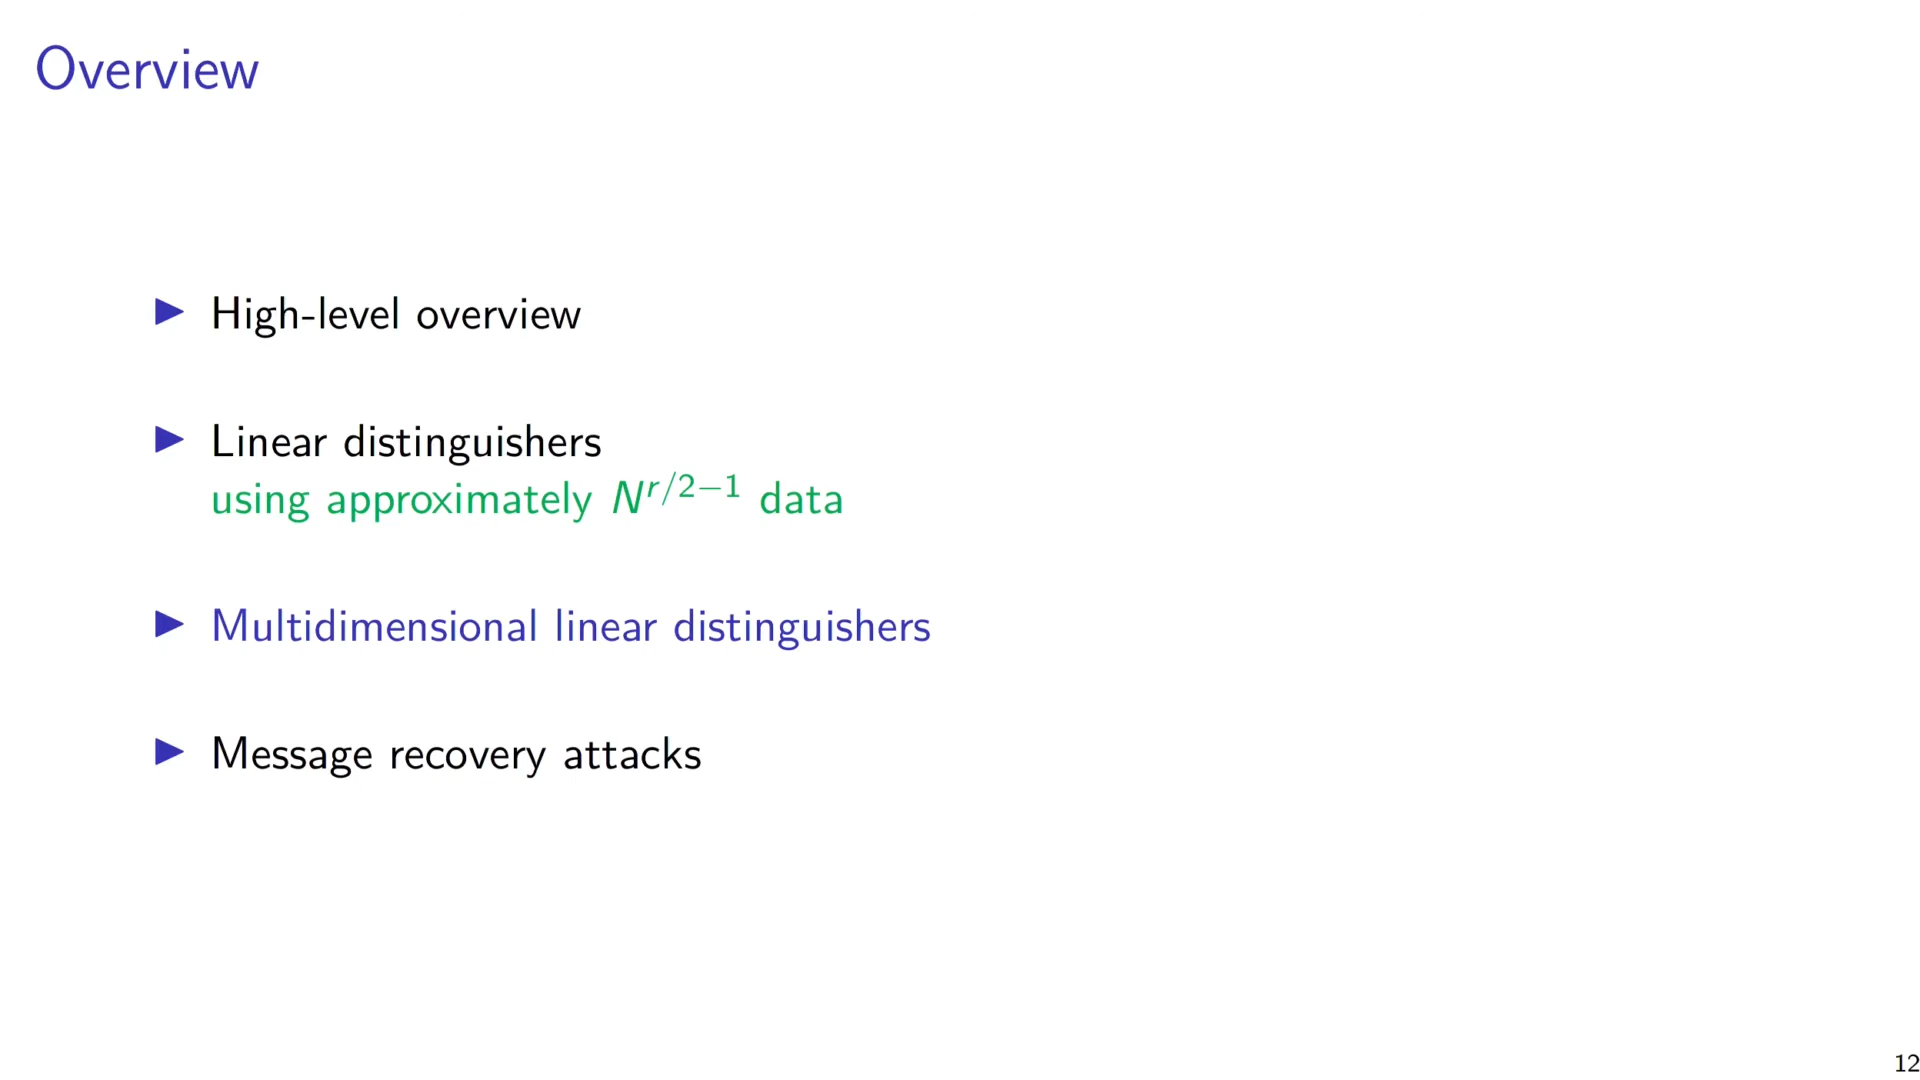 Overview
▶ High-level overview
▶ Linear distinguishers
using approximately N^{r/2−1} data
▶ Multidimensional linear distinguishers
▶ Message recovery attacks
12